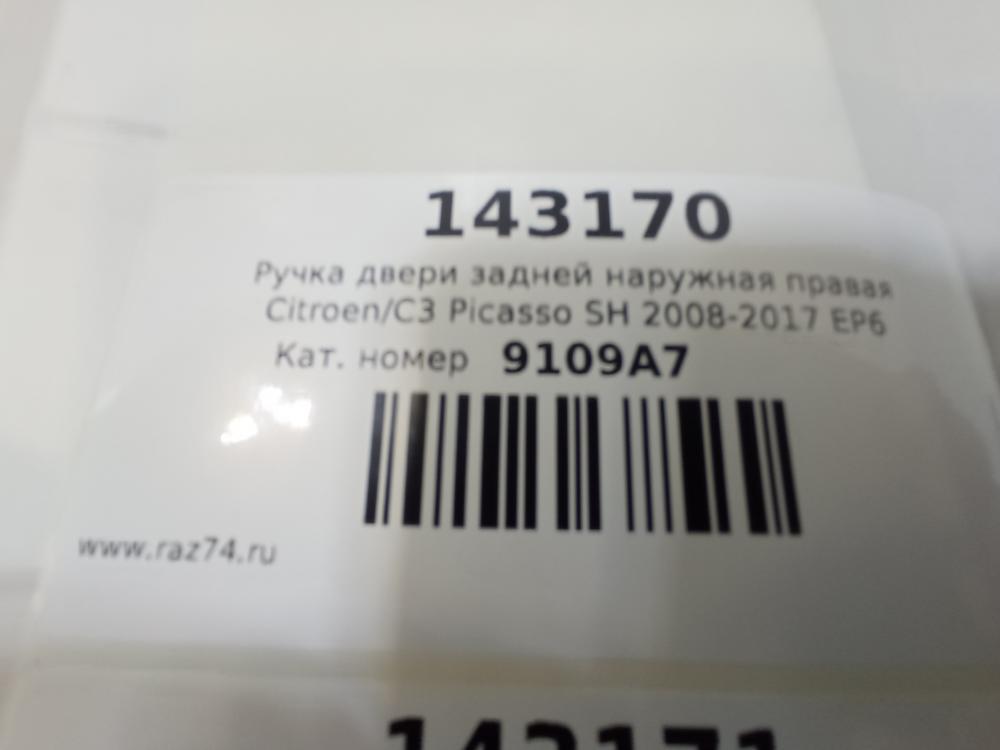 143170
Ручка двери задней наружная правая
Citroen/C3 Picasso SH 2008-2017 EP6
Кат. номер 9109A7
www.raz74.ru
143171